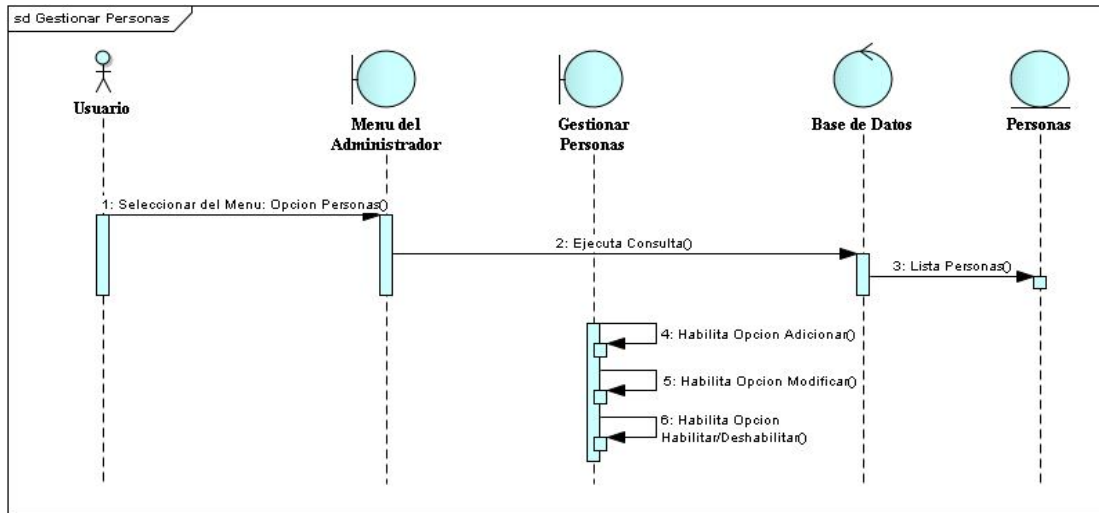 sd Gestionar Personas
Usuario
Menu del
Administrador
Gestionar
Personas
Base de Datos
Personas
1: Seleccionar del Menu: Opcion Personas()
2: Ejecuta Consulta()
3: Lista Personas()
4: Habilita Opcion Adicionar()
5: Habilita Opcion Modificar()
6: Habilita Opcion
Habilitar/Deshabilitar()